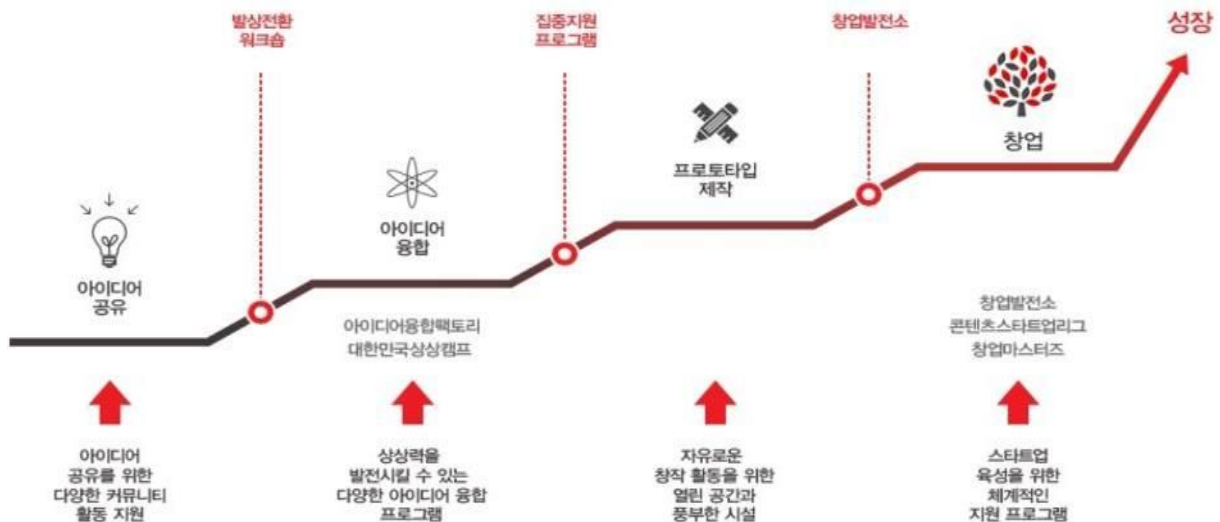 발상전환
워크숍
집중지원
프로그램
창업발전소
성장
창업
프로토타입
제작
아이디어
융합
아이디어
공유
아이디어융합팩토리
대한민국상상캠프
창업발전소
콘텐츠스타트업리그
창업마스터즈
아이디어
공유를 위한
다양한 커뮤니티
활동 지원
상상력을
발전시킬 수 있는
다양한 아이디어 융합
프로그램
자유로운
창작 활동을 위한
열린 공간과
풍부한 시설
스타트업
육성을 위한
체계적인
지원 프로그램